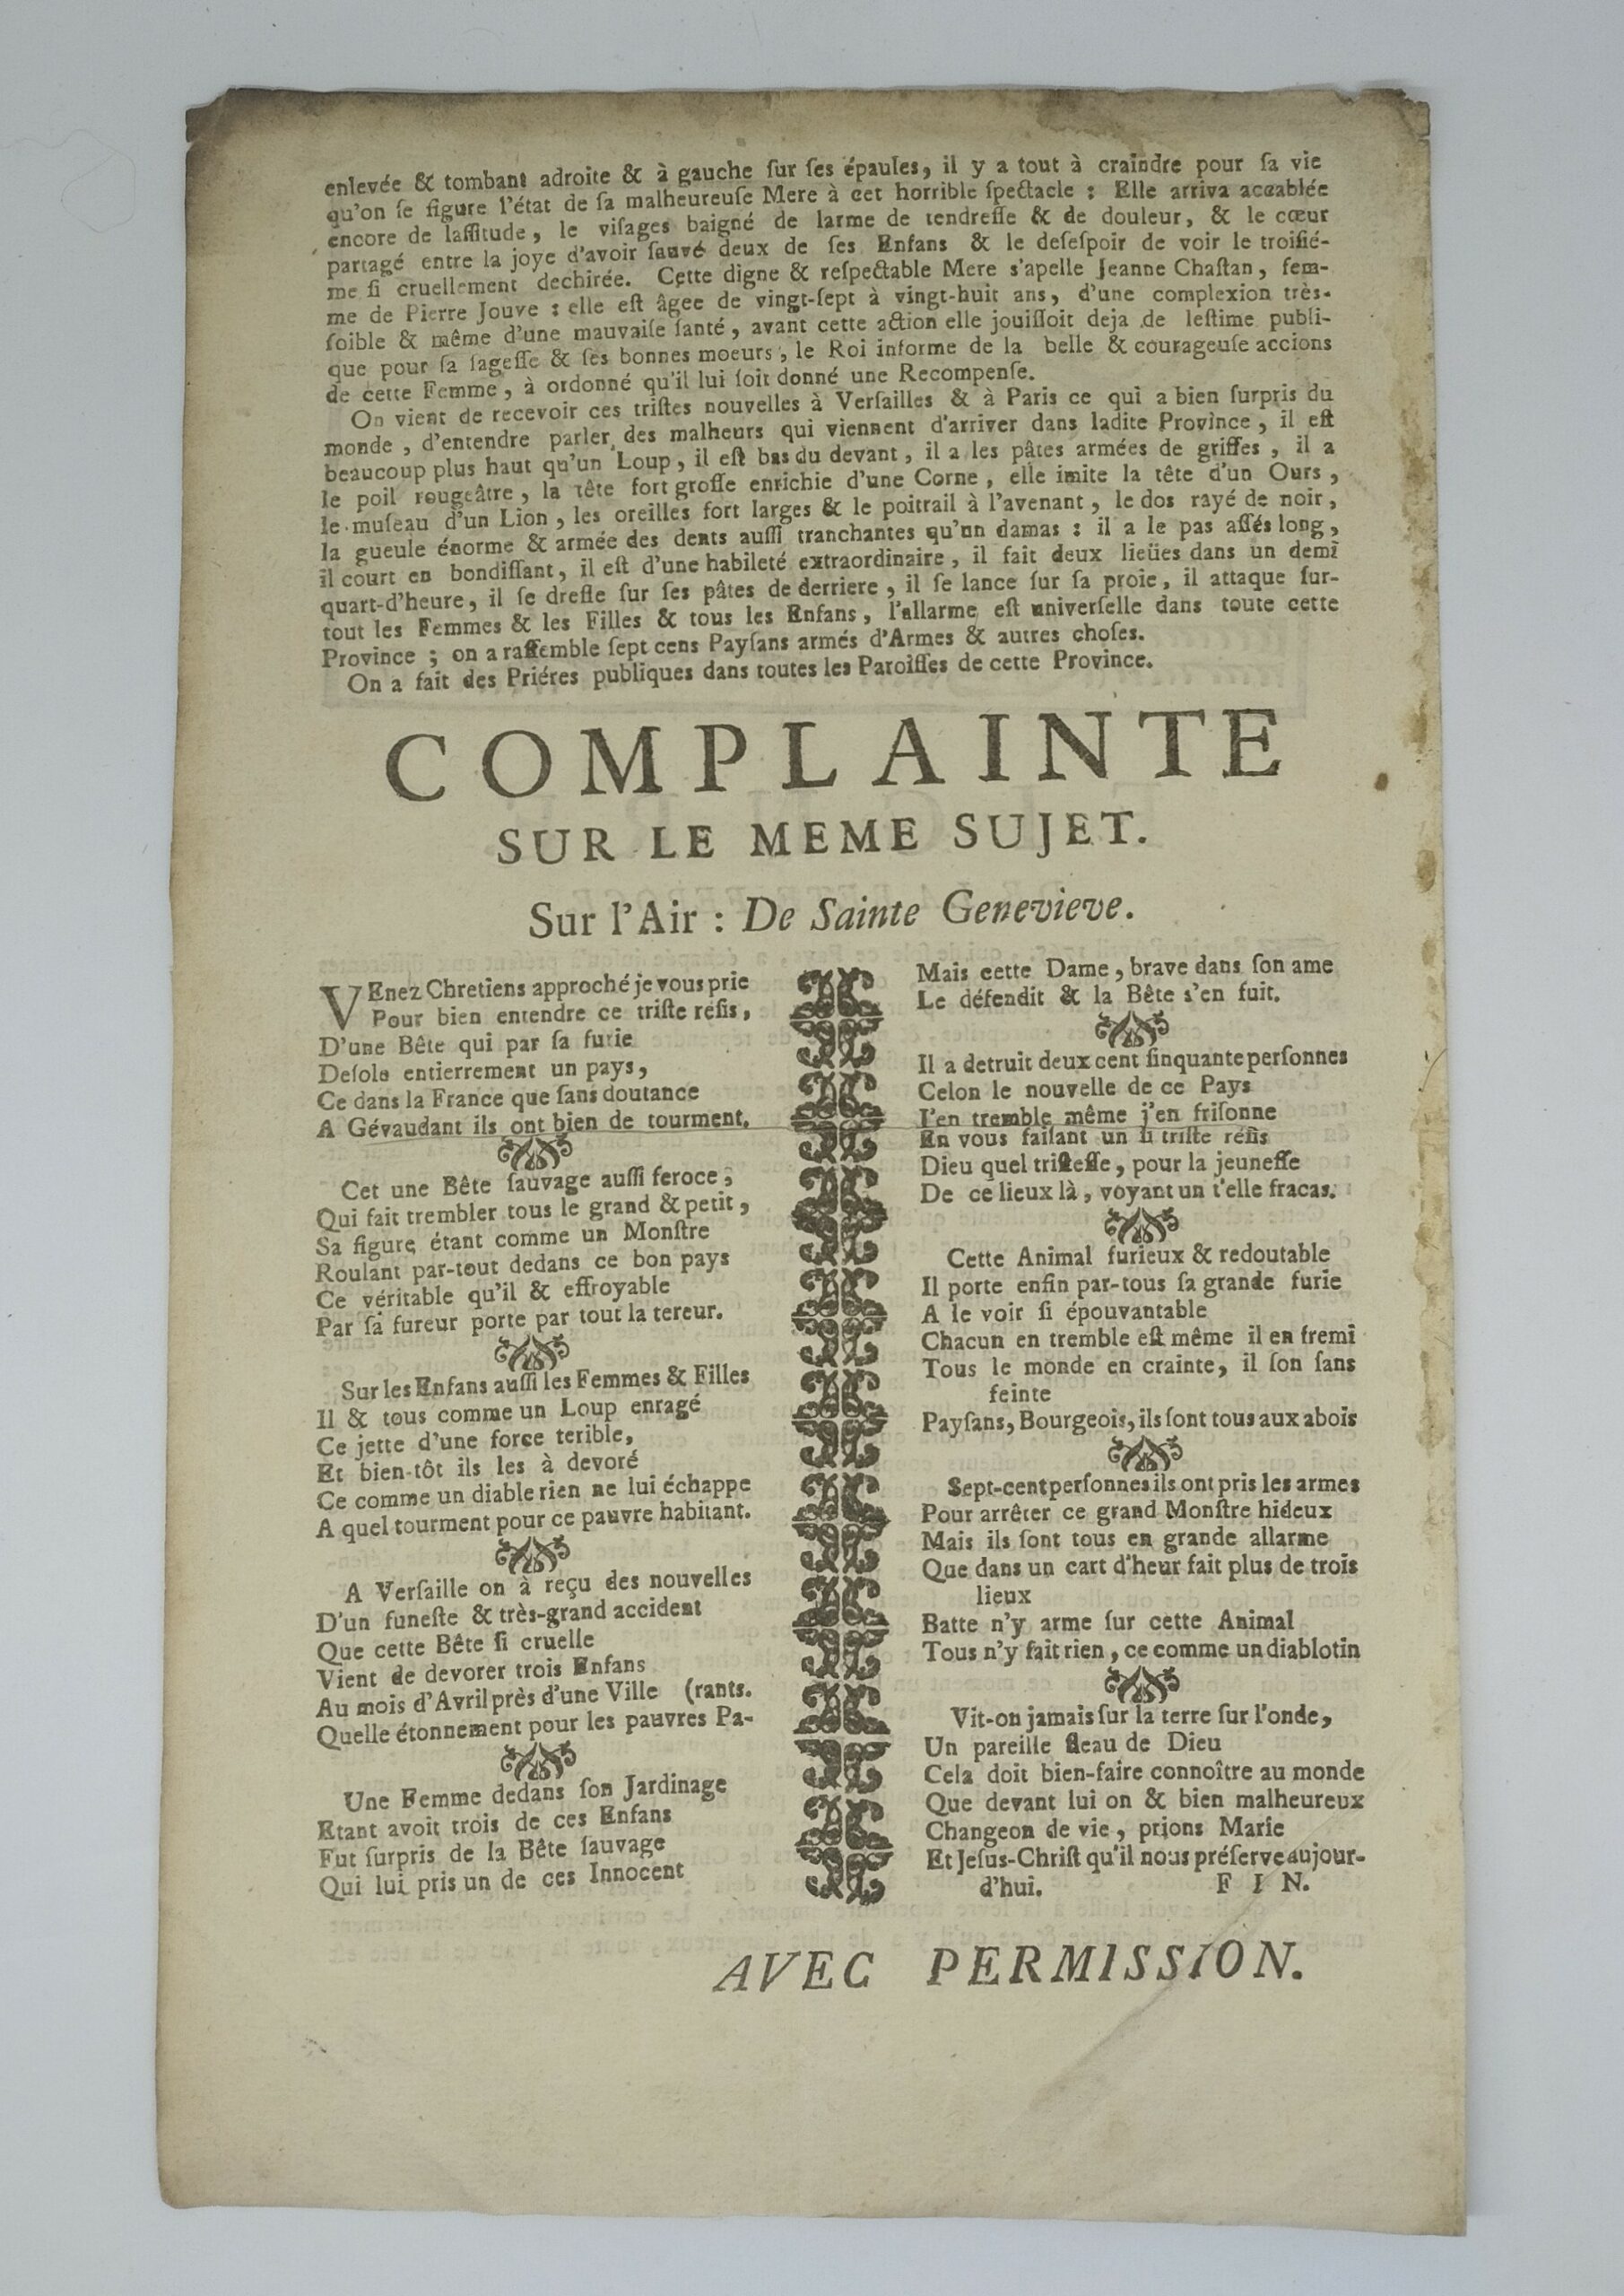 enlevée & tombant adroite & à gauche ſur ſes épaules, il y a tout à craindre pour ſa vie
qu'on ſe figure l'état de ſa malheureuſe Mere à cet horrible ſpectacle : Elle arriva accablée
encore de laſſitude, le viſages baigné de larme de tendreſſe & de douleur, & le cœur
partagé entre la joye d'avoir ſauvé deux de ſes Enfans & le deſeſpoir de voir le troiſié-
me ſi cruellement dechirée. Cette digne & reſpectable Mere s'apelle Jeanne Chaſtan, fem-
me de Pierre Jouve : elle eſt âgee de vingt-ſept à vingt-huit ans, d'une complexion très-
foible & même d'une mauvaiſe ſanté, avant cette action elle jouiſſoit deja de leſtime publi-
que pour ſa ſageſſe & ſes bonnes moeurs, le Roi informe de la belle & courageuſe accions
de cette Femme, à ordonné qu'il lui ſoit donné une Recompenſe.
On vient de recevoir ces triſtes nouvelles à Verſailles & à Paris ce qui a bien ſurpris du
monde, d'entendre parler des malheurs qui viennent d'arriver dans ladite Province, il eſt
beaucoup plus haut qu'un Loup, il eſt bas du devant, il a les pâtes armées de griffes, il a
le poil rougeâtre, la tête fort groſſe enrichie d'une Corne, elle imite la tête d'un Ours,
le muſeau d'un Lion, les oreilles fort larges & le poitrail à l'avenant, le dos rayé de noir,
la gueule énorme & armée des dents auſſi tranchantes qu'un damas : il a le pas aſſés long,
il court en bondiſſant, il eſt d'une habileté extraordinaire, il fait deux lieües dans un demi
quart-d'heure, il ſe dreſſe ſur ſes pâtes de derriere, il ſe lance ſur ſa proie, il attaque ſur-
tout les Femmes & les Filles & tous les Enfans, l'allarme eſt univerſelle dans toute cette
Province ; on a raſſemble ſept cens Payſans armés d'Armes & autres choſes.
On a fait des Priéres publiques dans toutes les Paroiſſes de cette Province.
COMPLAINTE
SUR LE MEME SUJET.
Sur l'Air : De Sainte Genevieve.
VEnez Chretiens approché je vous prie
Pour bien entendre ce triſte réſis,
D'une Bête qui par ſa furie
Deſole entierrement un pays,
Ce dans la France que ſans doutance
A Gévaudant ils ont bien de tourment.
Cet une Bête ſauvage auſſi feroce;
Qui fait trembler tous le grand & petit,
Sa figure étant comme un Monſtre
Roulant par-tout dedans ce bon pays
Ce véritable qu'il & effroyable
Par ſa fureur porte par tout la tereur.
Sur les Enfans auſſi les Femmes & Filles
Il & tous comme un Loup enragé
Ce jette d'une force terible,
Et bien-tôt ils les à devoré
Ce comme un diable rien ne lui échappe
A quel tourment pour ce pauvre habitant.
A Verſaille on à reçu des nouvelles
D'un funeſte & très-grand accident
Que cette Bête ſi cruelle
Vient de devorer trois Enfans
Au mois d'Avril près d'une Ville (rants.
Quelle étonnement pour les pauvres Pa-
Une Femme dedans ſon Jardinage
Etant avoit trois de ces Enfans
Fut ſurpris de la Bête ſauvage
Qui lui pris un de ces Innocent
Mais cette Dame, brave dans ſon ame
Le défendit & la Bête s'en fuit.
Il a detruit deux cent ſinquante perſonnes
Celon le nouvelle de ce Pays
J'en tremble même j'en friſonne
En vous faiſant un ſi triſte réſis
Dieu quel triſteſſe, pour la jeuneſſe
De ce lieux là, voyant un t'elle fracas.
Cette Animal furieux & redoutable
Il porte enfin par-tous ſa grande furie
A le voir ſi épouvantable
Chacun en tremble eſt même il en fremi
Tous le monde en crainte, il ſon ſans
feinte
Payſans, Bourgeois, ils ſont tous aux abois
Sept-cent perſonnes ils ont pris les armes
Pour arrêter ce grand Monſtre hideux
Mais ils ſont tous en grande allarme
Que dans un cart d'heur fait plus de trois
lieux
Batte n'y arme ſur cette Animal
Tous n'y fait rien, ce comme un diablotin
Vit-on jamais ſur la terre ſur l'onde,
Un pareille fleau de Dieu
Cela doit bien-faire connoître au monde
Que devant lui on & bien malheureux
Changeon de vie, prions Marie
Et Jeſus-Chriſt qu'il nous préſerve aujour-
d'hui. FIN.
AVEC PERMISSION.